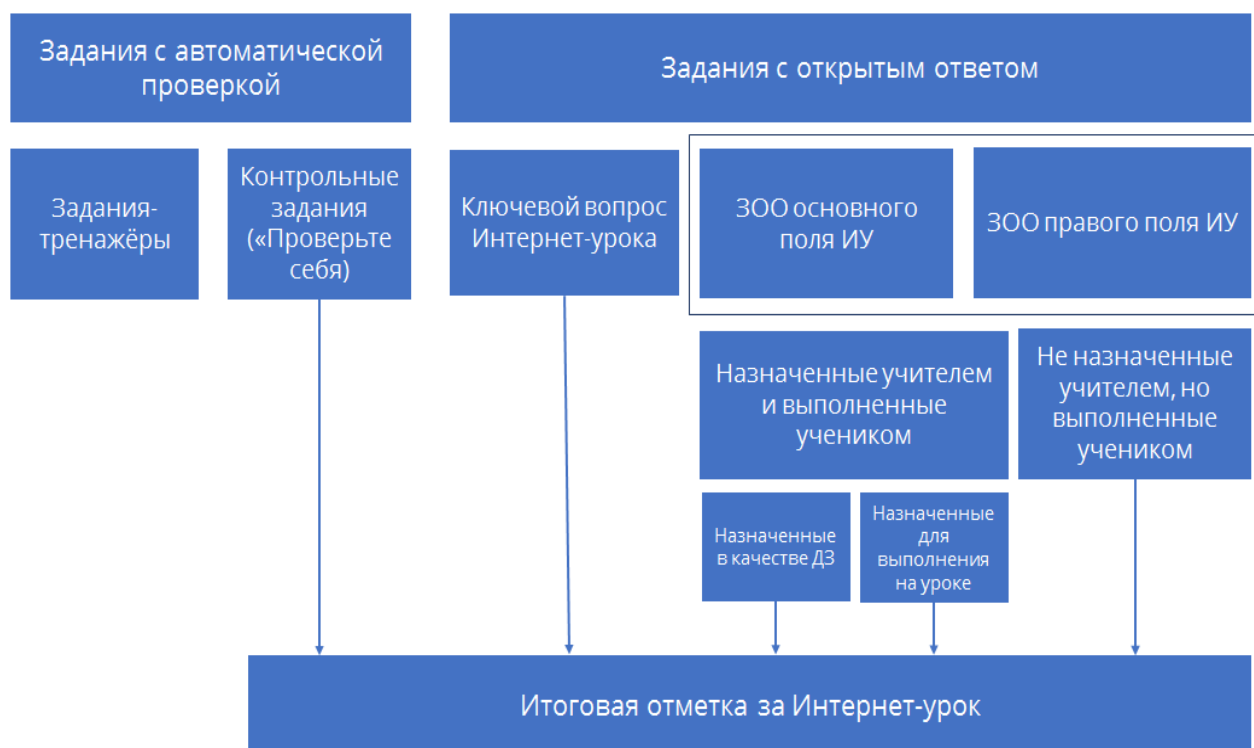 Задания с автоматической
проверкой
Задания с открытым ответом
Задания-
тренажёры
Контрольные
задания
(«Проверьте
себя)
Ключевой вопрос
Интернет-урока
ЗОО основного
поля ИУ
ЗОО правого поля ИУ
Назначенные учителем
и выполненные
учеником
Не назначенные
учителем, но
выполненные
учеником
Назначенные
в качестве ДЗ
Назначенные
для
выполнения
на уроке
Итоговая отметка за Интернет-урок